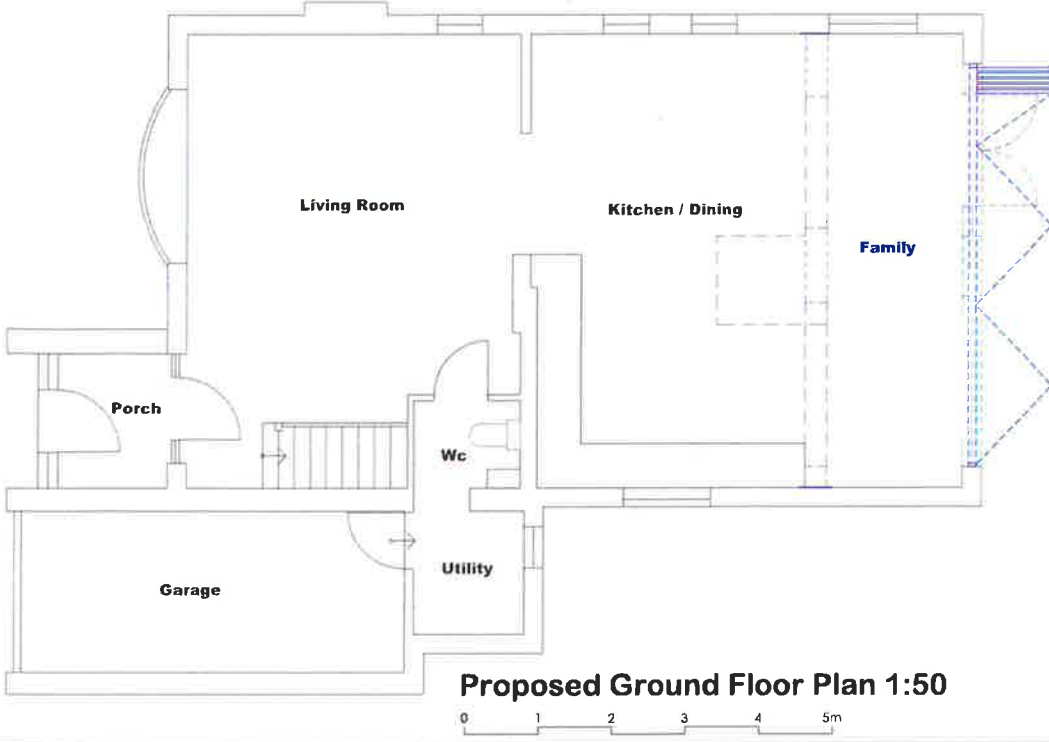 Living Room
Kitchen / Dining
Family
Porch
Wc
Utility
Garage
Proposed Ground Floor Plan 1:50
0 1 2 3 4 5m